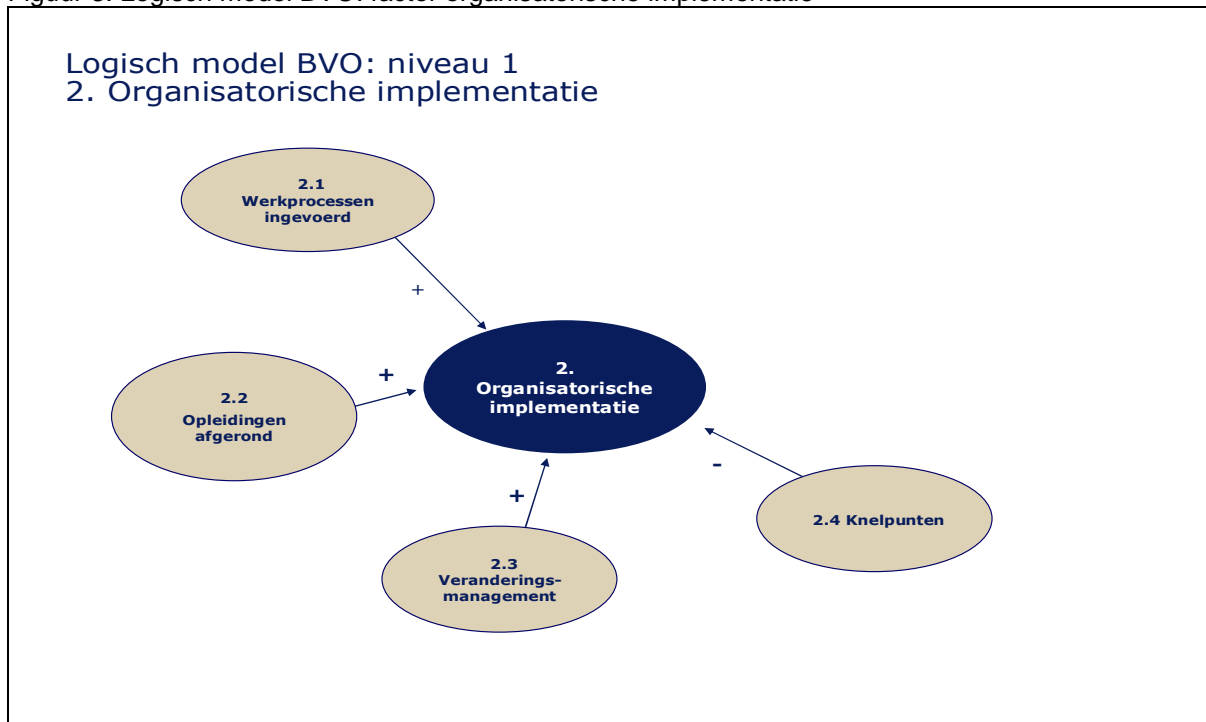 Logisch model BVO: niveau 1
2. Organisatorische implementatie
2.1
Werkprocessen
ingevoerd
+
2.
Organisatorische
implementatie
+
2.2
Opleidingen
afgerond
-
+
2.4 Knelpunten
2.3
Veranderings-
management